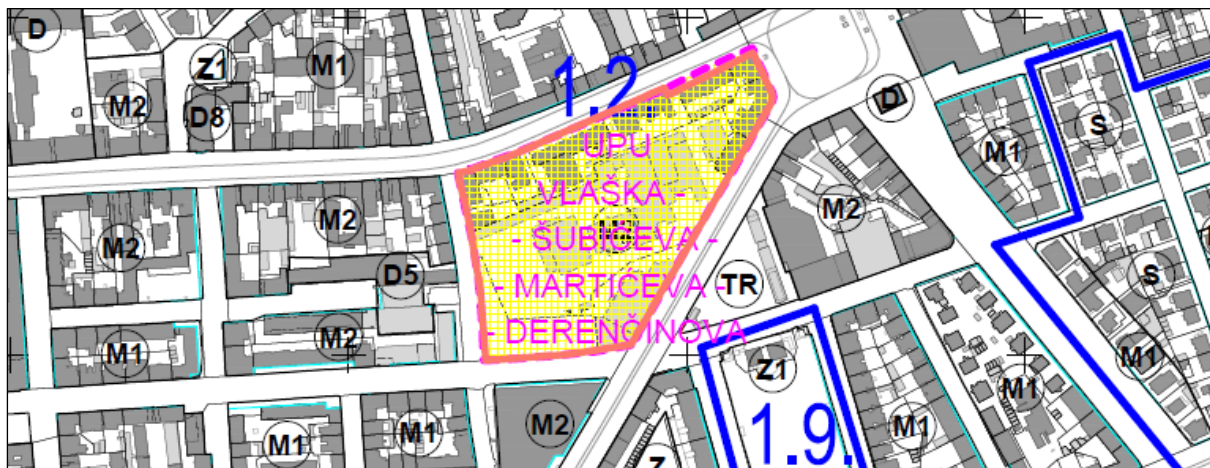 D
Z1
M1
M2
D8
1.2
D
S
M1
UPU
VLAŠKA -
- ŠUBIĆEVA -
- MARTIĆEVA -
- DERENČINOVA
M2
M2
M2
D5
TR
S
M1
M2
Z1
M1
M1
M1
M1
M2
M1
1.9.
Z